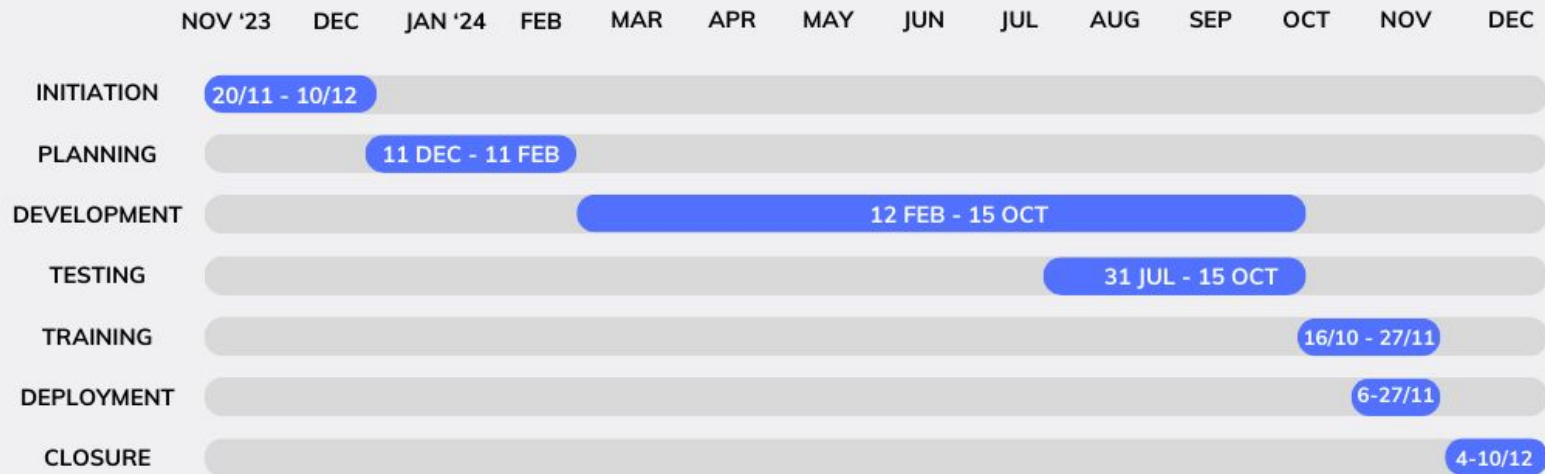 NOV ‘23 DEC JAN ‘24 FEB MAR APR MAY JUN JUL AUG SEP OCT NOV DEC
INITIATION 20/11 - 10/12
PLANNING 11 DEC - 11 FEB
DEVELOPMENT 12 FEB - 15 OCT
TESTING 31 JUL - 15 OCT
TRAINING 16/10 - 27/11
DEPLOYMENT 6-27/11
CLOSURE 4-10/12